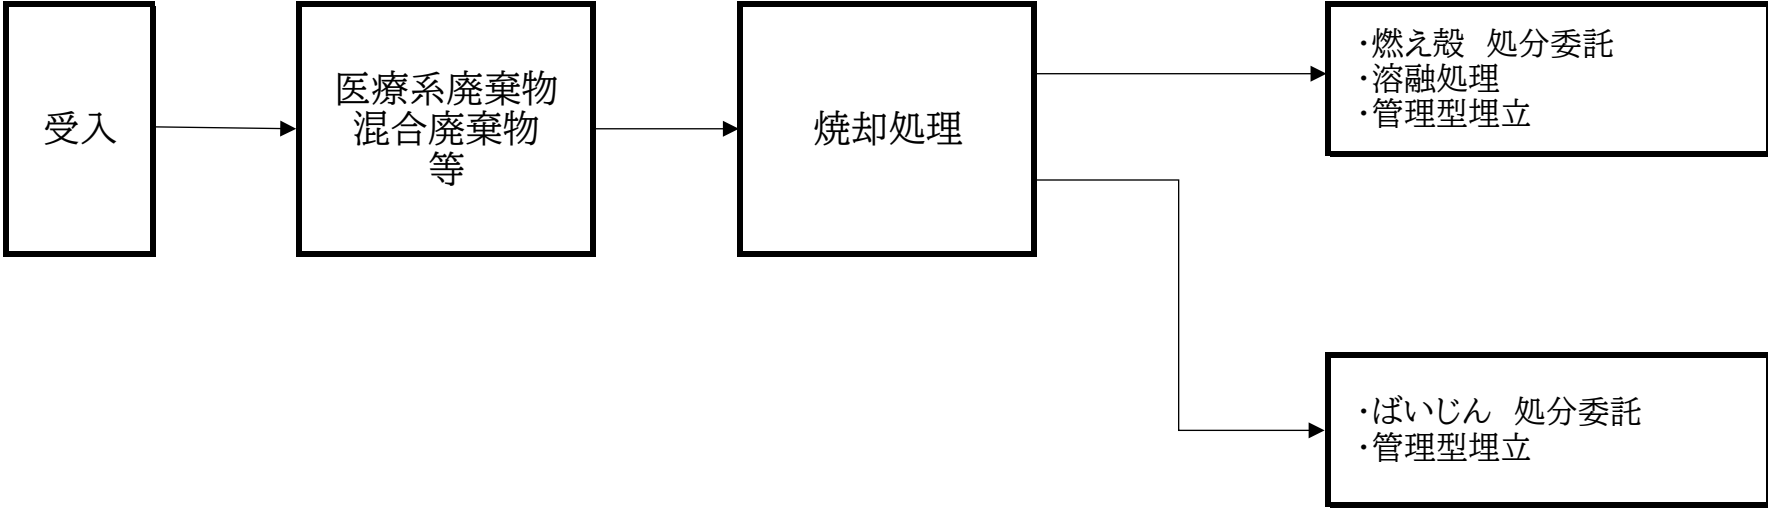 受入
医療系廃棄物
混合廃棄物
等
焼却処理
・燃え殻　処分委託
・溶融処理
・管理型埋立
・ばいじん　処分委託
・管理型埋立